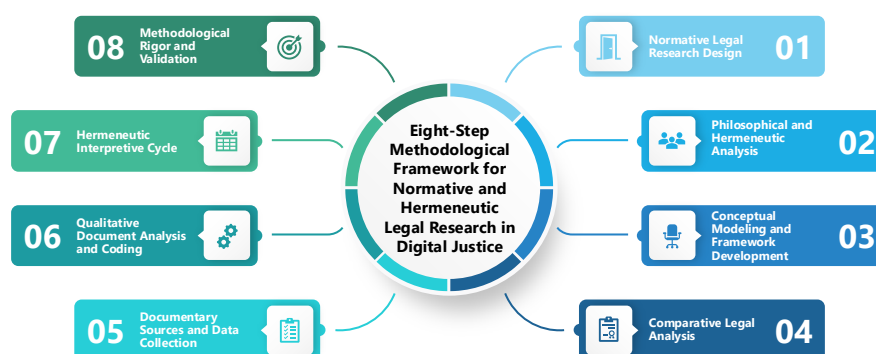 Eight-Step
Methodological
Framework for
Normative and
Hermeneutic
Legal Research in
Digital Justice
Normative Legal
Research Design
01
Philosophical and
Hermeneutic
Analysis
02
Conceptual
Modeling and
Framework
Development
03
Comparative Legal
Analysis
04
05
Documentary
Sources and Data
Collection
06
Qualitative
Document Analysis
and Coding
07
Hermeneutic
Interpretive Cycle
08
Methodological
Rigor and
Validation